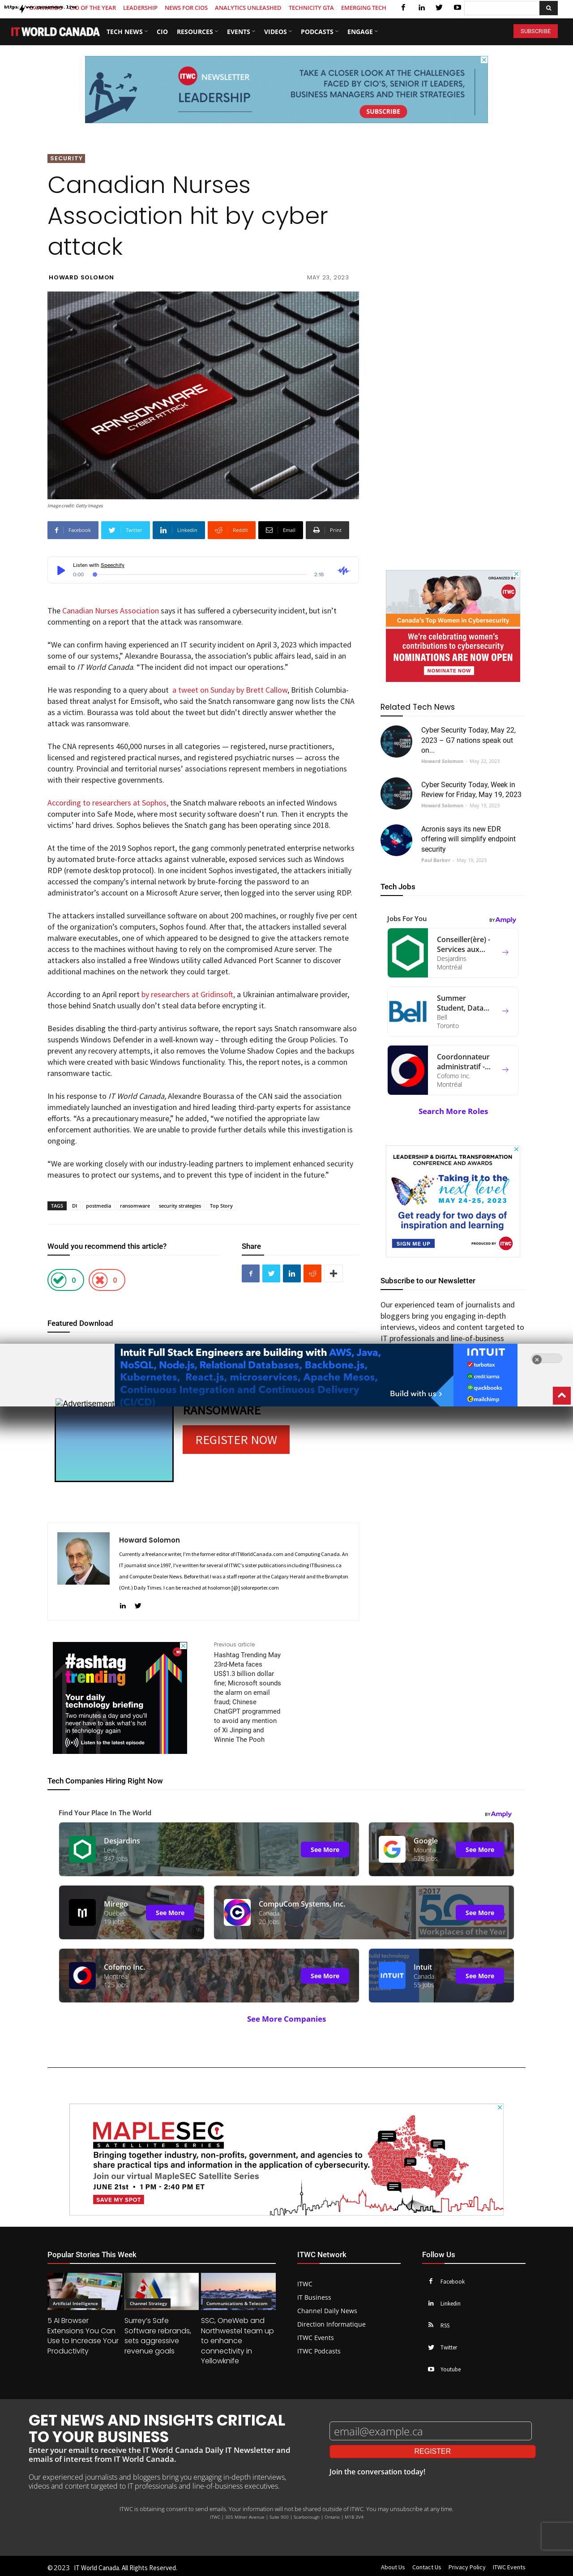 CIO OF THE YEAR LEADERSHIP NEWS FOR CIOS ANALYTICS UNLEASHED TECHNICITY GTA EMERGING TECH
IT WORLD CANADA TECH NEWS CIO RESOURCES EVENTS VIDEOS PODCASTS ENGAGE SUBSCRIBE
ITWC NEWSLETTER
LEADERSHIP
TAKE A CLOSER LOOK AT THE CHALLENGES
FACED BY CIO'S, SENIOR IT LEADERS,
BUSINESS MANAGERS AND THEIR STRATEGIES
SUBSCRIBE
SECURITY
Canadian Nurses
Association hit by cyber
attack
HOWARD SOLOMON MAY 23, 2023
RANSOMWARE
CYBER ATTACK
Image credit: Getty Images
Facebook Twitter Linkedin Reddit Email Print
Listen with Speechify
0:00 2:16
The Canadian Nurses Association says it has suffered a cybersecurity incident, but isn't
commenting on a report that the attack was ransomware.
"We can confirm having experienced an IT security incident on April 3, 2023 which impacted
some of our systems," Alexandre Bourassa, the association's public affairs lead, said in an
email to IT World Canada. "The incident did not impact our operations."
He was responding to a query about a tweet on Sunday by Brett Callow, British Columbia-
based threat analyst for Emsisoft, who said the Snatch ransomware gang now lists the CNA
as a victim. Bourassa was told about the tweet but didn't directly answer whether the
attack was ransomware.
The CNA represents 460,000 nurses in all categories — registered, nurse practitioners,
licensed and registered practical nurses, and registered psychiatric nurses — across the
country. Provincial and territorial nurses' unions represent members in negotiations
with their respective governments.
According to researchers at Sophos, the Snatch malware reboots an infected Windows
computer into Safe Mode, where most security software doesn't run. Then it encrypts the
victims' hard drives. Sophos believes the Snatch gang has been operating since 2018.
At the time of the 2019 Sophos report, the gang commonly penetrated enterprise networks
by automated brute-force attacks against vulnerable, exposed services such as Windows
RDP (remote desktop protocol). In the incident that Sophos investigated, the attackers
accessed the company's internal network by brute-forcing the password to an
administrator's account on a Microsoft Azure server, then logged into the server using RDP.
The attackers installed surveillance software on about 200 machines, or roughly five per cent
of the organization's computers, Sophos found. After that, the attackers installed several
malware executables, one of which appeared to be designed to give the attackers remote
access to the machines without having to rely on the compromised Azure server. The
attackers also installed a free Windows utility called Advanced Port Scanner to discover
additional machines on the network they could target.
According to an April report by researchers at Gridinsoft, a Ukrainian antimalware provider,
those behind Snatch usually don't steal data before encrypting it.
Besides disabling the third-party antivirus software, the report says Snatch ransomware also
suspends Windows Defender in a well-known way – through editing the Group Policies. To
prevent any recovery attempts, it also removes the Volume Shadow Copies and the backups
which were created with basic Windows functionality. In its ransom note, it repeats a more
common name of ransomware notes,
In his response to IT World Canada, Alexandre Bourassa of the CAN said the association
immediately launched an investigation and hired leading third-party experts for assistance
efforts. "As a precautionary measure," he added, "we notified the appropriate law
enforcement authorities. We are unable to provide further details while this investigation is
ongoing.
"We are working closely with our industry-leading partners to implement enhanced security
measures to protect our systems, and to prevent this type of incident in the future."
TAGS DI postmedia ransomware security strategies Top Story
Would you recommend this article? Share
0 0
Featured Download
Advertisement
RANSOMWARE
REGISTER NOW
Intuit Full Stack Engineers are building with AWS, Java,
NoSQL, Node.js, Relational Databases, Backbone.js,
Kubernetes, React.js, microservices, Apache Mesos,
Continuous Integration and Continuous Delivery
(CI/CD)
Build with us >
INTUIT
turbotax
credit karma
quickbooks
mailchimp
Howard Solomon
Currently a freelance writer, I'm the former editor of ITWorldCanada.com and Computing Canada. An
IT journalist since 1997, I've written for several of ITWC's sister publications including ITBusiness.ca
and Computer Dealer News. Before that I was a staff reporter at the Calgary Herald and the Brampton
(Ont.) Daily Times. I can be reached at hsolomon [@] soloreporter.com
#hashtag
trending
Your daily
technology briefing
Two minutes a day and you'll
never have to ask what's hot
in technology again
Listen to the latest episode
Previous article
Hashtag Trending May
23rd-Meta faces
US$1.3 billion dollar
fine; Microsoft sounds
the alarm on email
fraud; Chinese
ChatGPT programmed
to avoid any mention
of Xi Jinping and
Winnie The Pooh
ORGANIZED BY
ITWC
Canada's Top Women in Cybersecurity
We're celebrating women's
contributions to cybersecurity
NOMINATIONS ARE NOW OPEN
NOMINATE NOW
Related Tech News
Cyber Security Today, May 22,
2023 – G7 nations speak out
on...
Howard Solomon - May 22, 2023
Cyber Security Today, Week in
Review for Friday, May 19, 2023
Howard Solomon - May 19, 2023
Acronis says its new EDR
offering will simplify endpoint
security
Paul Barker - May 19, 2023
Tech Jobs
Jobs For You BY Amply
Conseiller(ère) -
Services aux...
Desjardins
Montréal
Bell
Summer
Student, Data...
Bell
Toronto
Coordonnateur
administratif -...
Cofomo Inc.
Montréal
Search More Roles
LEADERSHIP & DIGITAL TRANSFORMATION
CONFERENCE AND AWARDS
Taking it to the
next level
Get ready for two days of
inspiration and learning
SIGN ME UP PRODUCED BY ITWC
Subscribe to our Newsletter
Our experienced team of journalists and
bloggers bring you engaging in-depth
interviews, videos and content targeted to
IT professionals and line-of-business
Tech Companies Hiring Right Now
Find Your Place In The World BY Amply
Desjardins
Lévis
347 jobs
See More
Google
Mountai...
525 jobs
See More
Mirego
Québec
19 jobs
See More
CompuCom Systems, Inc.
Canada
20 jobs
See More
2017
Workplaces of the Year
Cofomo Inc.
Montréal
125 jobs
See More
INTUIT
Intuit
Canada
55 jobs
See More
See More Companies
MAPLESEC
SATELLITE SERIES
Bringing together industry, non-profits, government, and agencies to
share practical tips and information in the application of cybersecurity.
Join our virtual MapleSEC Satellite Series
JUNE 21st • 1 PM - 2:40 PM ET
SAVE MY SPOT
Popular Stories This Week ITWC Network Follow Us
Artificial Intelligence
5 AI Browser
Extensions You Can
Use to Increase Your
Productivity
Channel Strategy
Surrey's Safe
Software rebrands,
sets aggressive
revenue goals
Communications & Telecom
SSC, OneWeb and
Northwestel team up
to enhance
connectivity in
Yellowknife
ITWC
IT Business
Channel Daily News
Direction Informatique
ITWC Events
ITWC Podcasts
Facebook
Linkedin
RSS
Twitter
Youtube
GET NEWS AND INSIGHTS CRITICAL
TO YOUR BUSINESS
Enter your email to receive the IT World Canada Daily IT Newsletter and
emails of interest from IT World Canada.
Our experienced journalists and bloggers bring you engaging in-depth interviews,
videos and content targeted to IT professionals and line-of-business executives.
email@example.ca
REGISTER
Join the conversation today!
ITWC is obtaining consent to send emails. Your information will not be shared outside of ITWC. You may unsubscribe at any time.
ITWC | 305 Milner Avenue | Suite 900 | Scarborough | Ontario | M1B 3V4
© 2023 IT World Canada. All Rights Reserved.
About Us Contact Us Privacy Policy ITWC Events